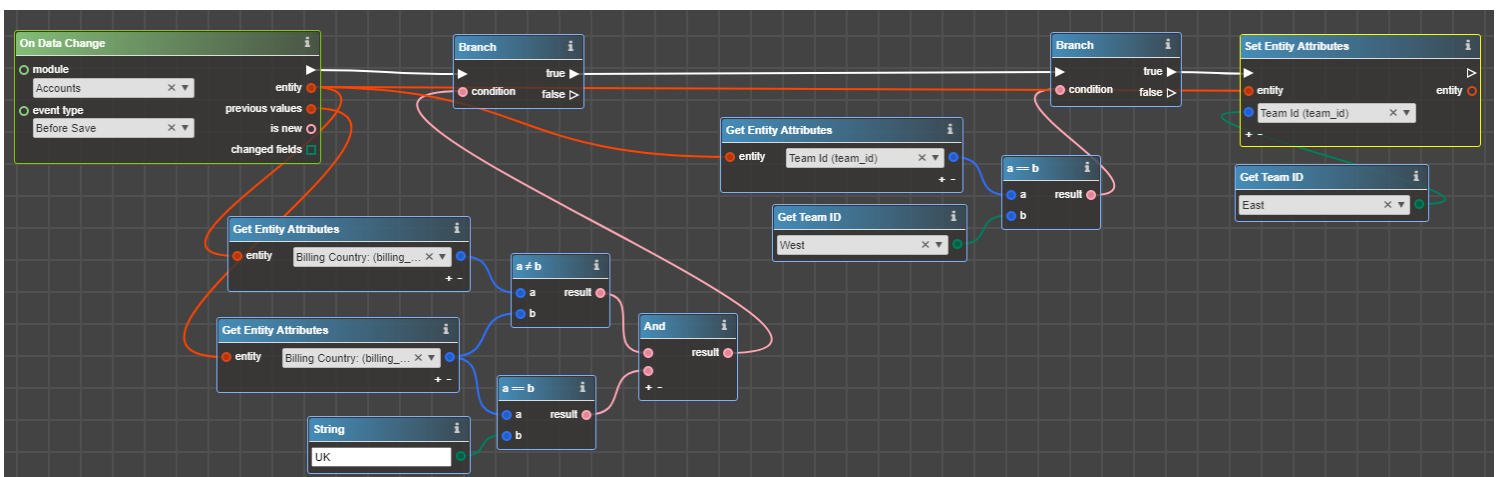 On Data Change i
module
Accounts × ▼
entity
event type
previous values
Before Save × ▼
is new
changed fields
Branch i
true
condition
false
Branch i
true
condition
false
Set Entity Attributes i
entity
entity
Team Id (team_id) × ▼
+ -
Get Entity Attributes i
entity
Team Id (team_id) × ▼
+ -
a == b i
a
result
b
Get Team ID i
West × ▼
Get Team ID i
East × ▼
Get Entity Attributes i
entity
Billing Country: (billing_... × ▼
+ -
a ≠ b i
a
result
b
Get Entity Attributes i
entity
Billing Country: (billing_... × ▼
+ -
And i
result
+ -
a == b i
a
result
b
String i
UK